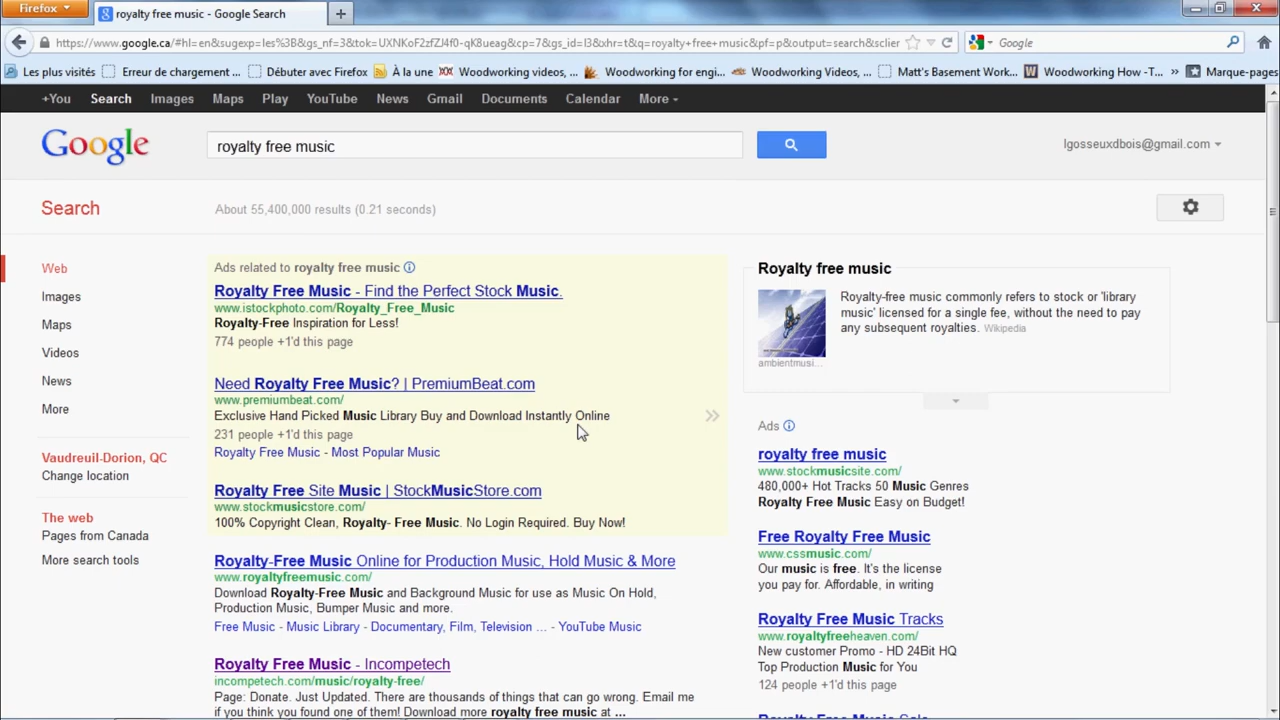 Firefox
royalty free music - Google Search
https://www.google.ca/#hl=en&sugexp=les%3B&gs_nf=3&tok=UXNKoF2zfZJ4f0-qK8ueag&cp=7&gs_id=l3&xhr=t&q=royalty+free+music&pf=p&output=search&sclien
Google
Les plus visités
Erreur de chargement ...
Débuter avec Firefox
À la une
Woodworking videos, ...
Woodworking for engi...
Woodworking Videos, ...
Matt's Basement Work...
Woodworking How -T...
»
Marque-pages
+You Search Images Maps Play YouTube News Gmail Documents Calendar More
Google
royalty free music
lgosseuxdbois@gmail.com
Search
About 55,400,000 results (0.21 seconds)
Web
Images
Maps
Videos
News
More
Vaudreuil-Dorion, QC
Change location
The web
Pages from Canada
More search tools
Ads related to royalty free music
Royalty Free Music - Find the Perfect Stock Music.
www.istockphoto.com/Royalty_Free_Music
Royalty-Free Inspiration for Less!
774 people +1'd this page
Need Royalty Free Music? | PremiumBeat.com
www.premiumbeat.com/
Exclusive Hand Picked Music Library Buy and Download Instantly Online
231 people +1'd this page
Royalty Free Music - Most Popular Music
Royalty Free Site Music | StockMusicStore.com
www.stockmusicstore.com/
100% Copyright Clean, Royalty- Free Music. No Login Required. Buy Now!
Royalty-Free Music Online for Production Music, Hold Music & More
www.royaltyfreemusic.com/
Download Royalty-Free Music and Background Music for use as Music On Hold,
Production Music, Bumper Music and more.
Free Music - Music Library - Documentary, Film, Television ... - YouTube Music
Royalty Free Music - Incompetech
incompetech.com/music/royalty-free/
Page: Donate. Just Updated. There are thousands of things that can go wrong. Email me
if you think you found one of them! Download more royalty free music at ...
Royalty free music
Royalty-free music commonly refers to stock or 'library
music' licensed for a single fee, without the need to pay
any subsequent royalties. Wikipedia
ambientmusi...
Ads
royalty free music
www.stockmusicsite.com/
480,000+ Hot Tracks 50 Music Genres
Royalty Free Music Easy on Budget!
Free Royalty Free Music
www.cssmusic.com/
Our music is free. It's the license
you pay for. Affordable, in writing
Royalty Free Music Tracks
www.royaltyfreeheaven.com/
New customer Promo - HD 24Bit HQ
Top Production Music for You
124 people +1'd this page
Royalty Free Music Sale